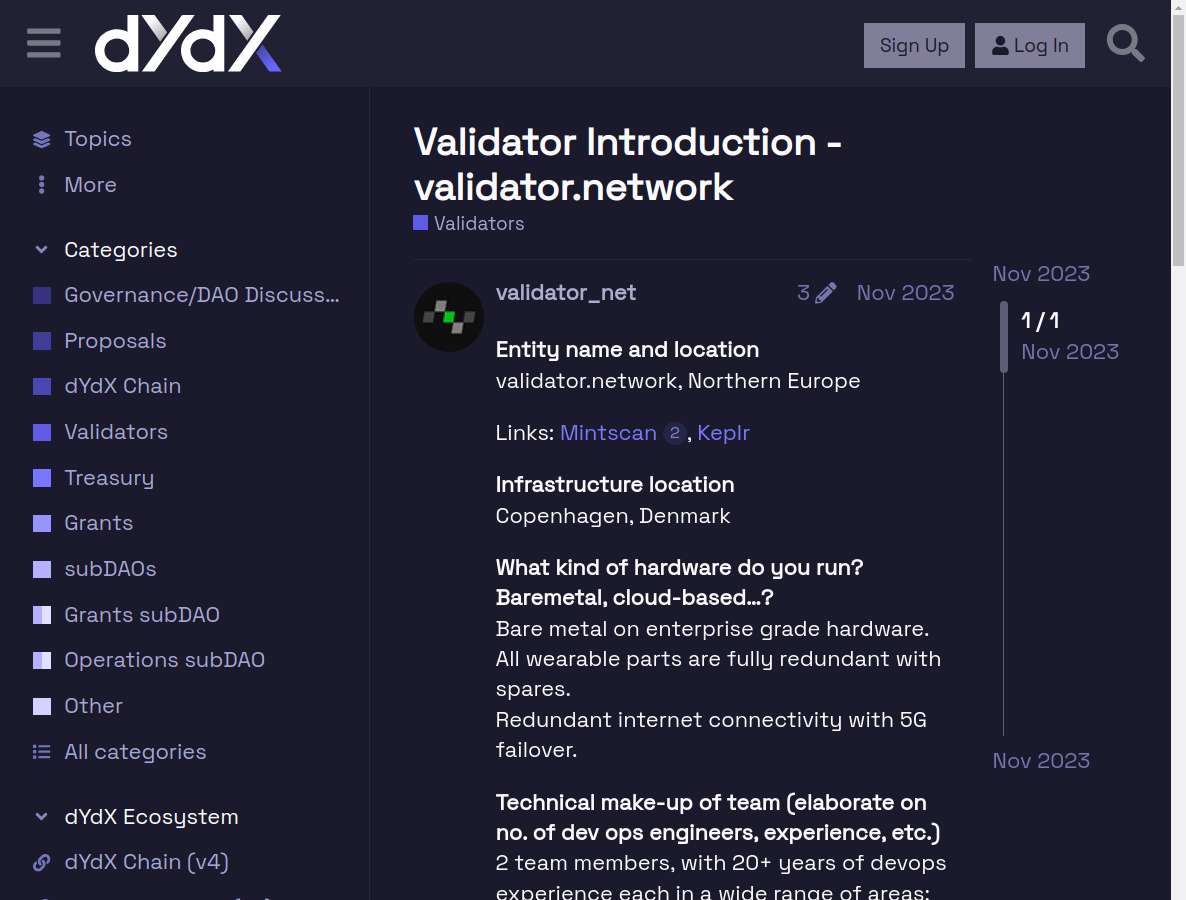 dYdX
Sign Up
Log In
Topics
More
Categories
Governance/DAO Discuss...
Proposals
dYdX Chain
Validators
Treasury
Grants
subDAOs
Grants subDAO
Operations subDAO
Other
All categories
dYdX Ecosystem
dYdX Chain (v4)
Validator Introduction -
validator.network
Validators
validator_net 3 Nov 2023
Entity name and location
validator.network, Northern Europe
Links: Mintscan 2, Keplr
Infrastructure location
Copenhagen, Denmark
What kind of hardware do you run?
Baremetal, cloud-based...?
Bare metal on enterprise grade hardware.
All wearable parts are fully redundant with
spares.
Redundant internet connectivity with 5G
failover.
Technical make-up of team (elaborate on
no. of dev ops engineers, experience, etc.)
2 team members, with 20+ years of devops
experience each in a wide range of areas:
Nov 2023
1 / 1
Nov 2023
Nov 2023